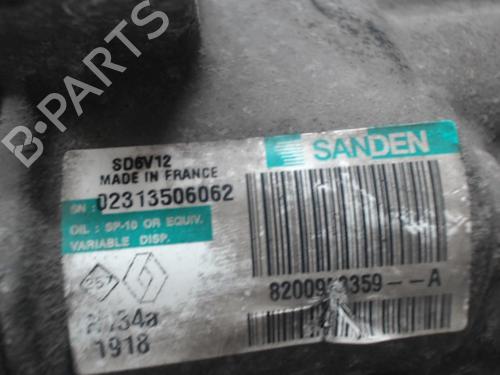 B-PARTS
SD6V12
MADE IN FRANCE
SANDEN
SN: 02313506062
OIL : SP-10 OR EQUIV.
VARIABLE DISP.
1918